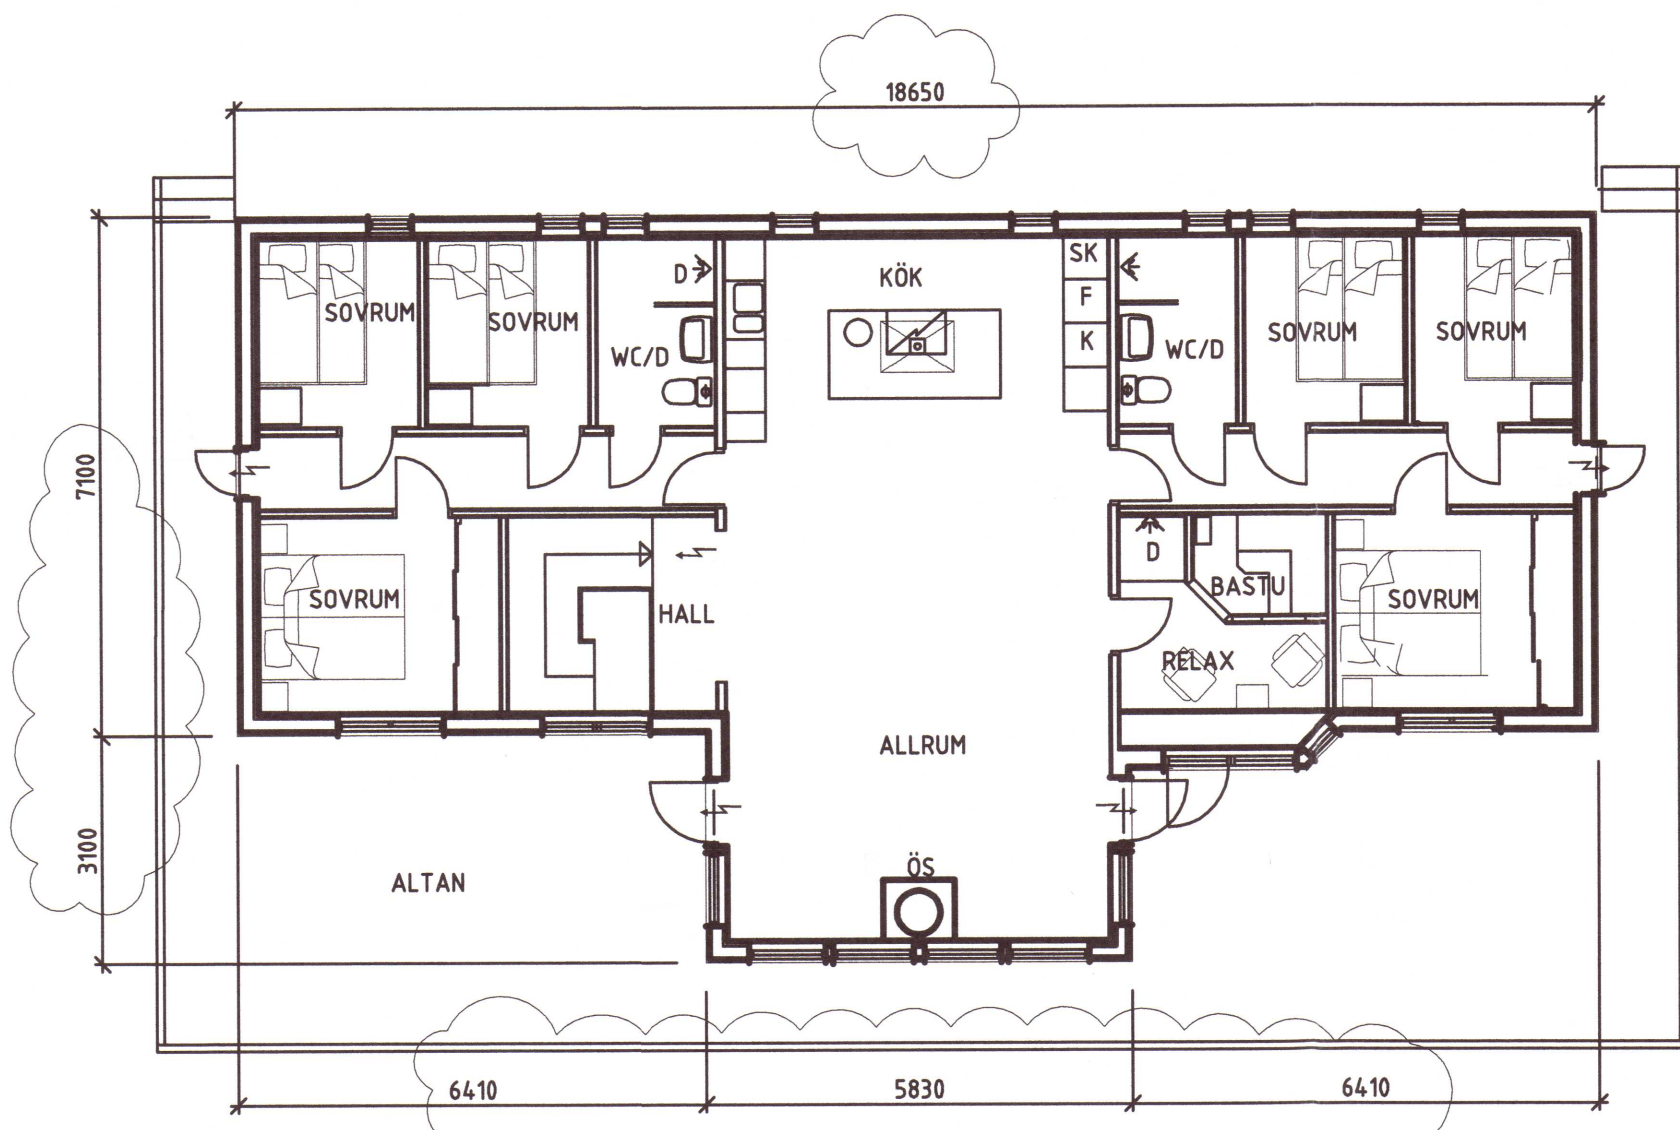 18650
SK
KÖK
D
F
SOVRUM
SOVRUM
SOVRUM
SOVRUM
K
WC/D
WC/D
7100
D
BASTU
SOVRUM
SOVRUM
HALL
RELAX
ALLRUM
3100
ÖS
ALTAN
6410
5830
6410